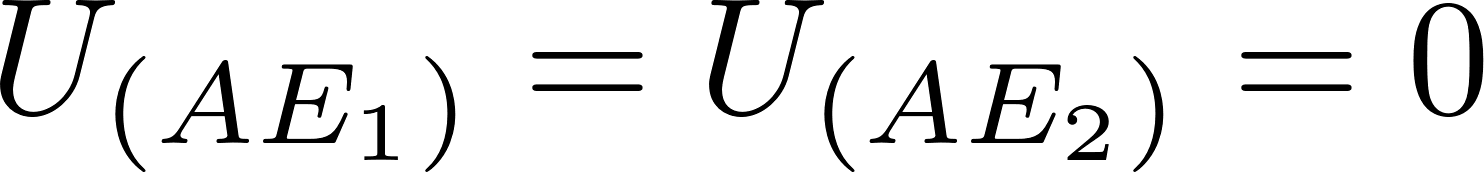 U_{(AE_1)} = U_{(AE_2)} = 0